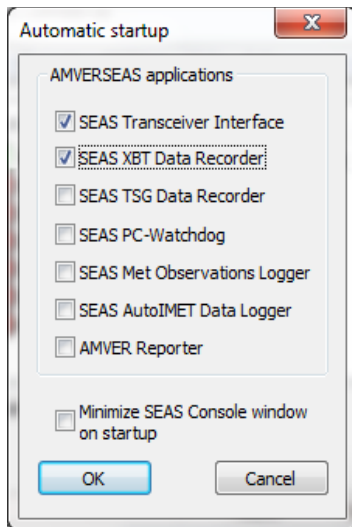 Automatic startup
AMVERSEAS applications
SEAS Transceiver Interface
SEAS XBT Data Recorder
SEAS TSG Data Recorder
SEAS PC-Watchdog
SEAS Met Observations Logger
SEAS AutoIMET Data Logger
AMVER Reporter
Minimize SEAS Console window
on startup
OK Cancel